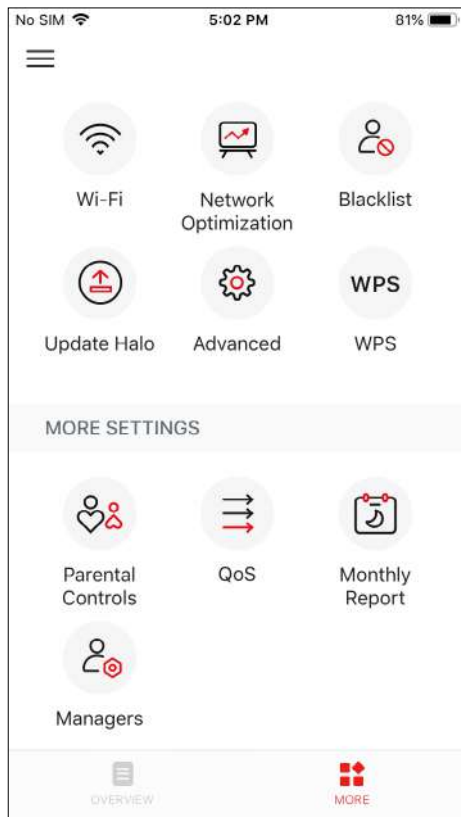 No SIM 5:02 PM 81%
Wi-Fi Network Optimization Blacklist
Update Halo Advanced WPS WPS
MORE SETTINGS
Parental Controls QoS Monthly Report
Managers
OVERVIEW MORE